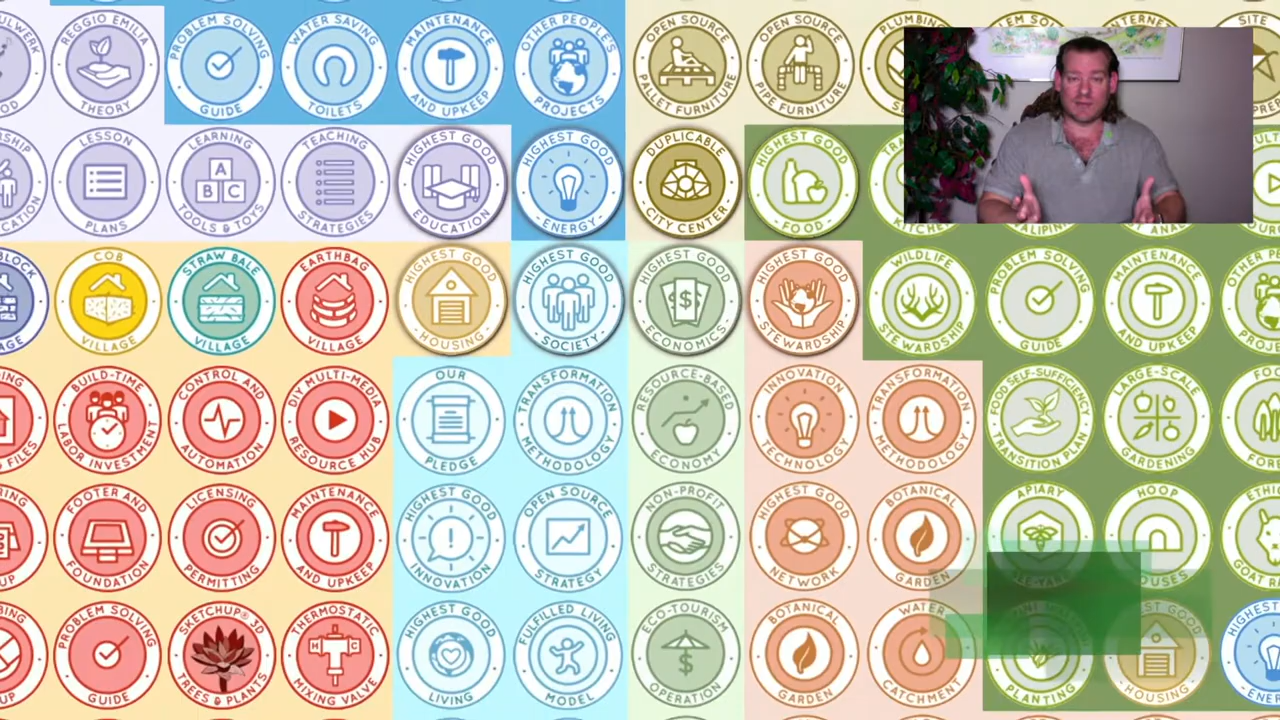 REGGIO EMILIA THEORY
PROBLEM SOLVING GUIDE
WATER SAVING TOILETS
MAINTENANCE AND UPKEEP
OTHER PEOPLE'S PROJECTS
OPEN SOURCE PALLET FURNITURE
OPEN SOURCE PIPE FURNITURE
PLUMBING
SITE
LESSON PLANS
LEARNING TOOLS & TOYS
A
B C
TEACHING STRATEGIES
HIGHEST GOOD EDUCATION
HIGHEST GOOD ENERGY
DUPLICABLE CITY CENTER
HIGHEST GOOD FOOD
COB VILLAGE
STRAW BALE VILLAGE
EARTHBAG VILLAGE
HIGHEST GOOD HOUSING
HIGHEST GOOD SOCIETY
HIGHEST GOOD ECONOMICS
HIGHEST GOOD STEWARDSHIP
WILDLIFE STEWARDSHIP
PROBLEM SOLVING GUIDE
MAINTENANCE AND UPKEEP
BUILD-TIME LABOR INVESTMENT
CONTROL AND AUTOMATION
DIY MULTI-MEDIA RESOURCE HUB
OUR PLEDGE
TRANSFORMATION METHODOLOGY
RESOURCE-BASED ECONOMY
INNOVATION TECHNOLOGY
TRANSFORMATION METHODOLOGY
FOOD SELF-SUFFICIENCY TRANSITION PLAN
LARGE-SCALE GARDENING
FOOTER AND FOUNDATION
LICENSING PERMITTING
MAINTENANCE AND UPKEEP
HIGHEST GOOD INNOVATION
OPEN SOURCE STRATEGY
NON-PROFIT STRATEGIES
HIGHEST GOOD NETWORK
BOTANICAL GARDEN
APIARY
HOOP
PROBLEM SOLVING GUIDE
SKETCHUP® 3D TREES & PLANTS
THERMOSTATIC MIXING VALVE
H C
HIGHEST GOOD LIVING
FULFILLED LIVING MODEL
ECO-TOURISM OPERATION
BOTANICAL GARDEN
WATER CATCHMENT
PLANTING
HOUSING